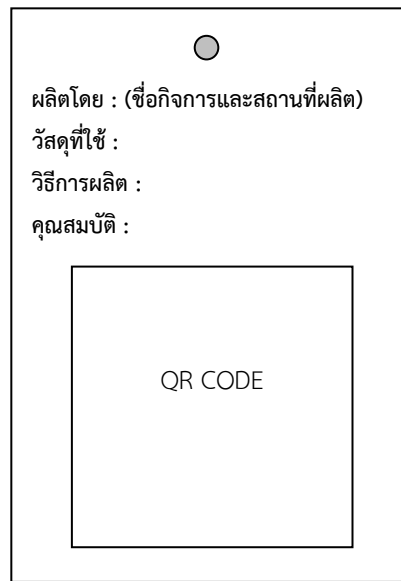 ผลิตโดย : (ชื่อกิจการและสถานที่ผลิต)
วัสดุที่ใช้ :
วิธีการผลิต :
คุณสมบัติ :
QR CODE